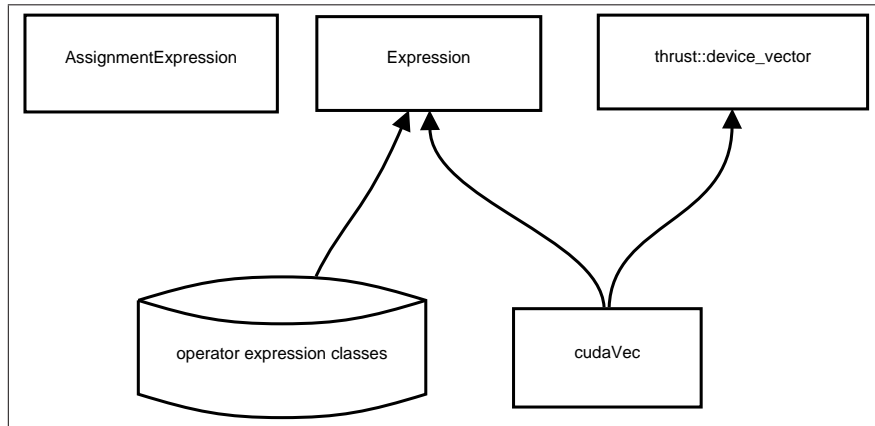 AssignmentExpression
Expression
thrust::device_vector
operator expression classes
cudaVec